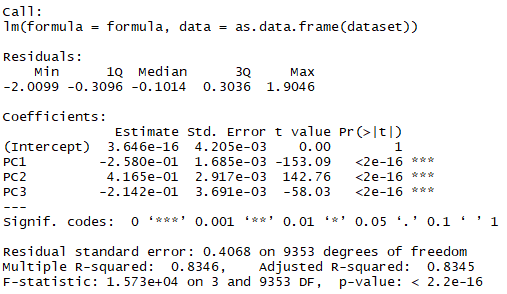 Call:
lm(formula = formula, data = as.data.frame(dataset))
Residuals:
Min 1Q Median 3Q Max
-2.0099 -0.3096 -0.1014 0.3036 1.9046
Coefficients:
Estimate Std. Error t value Pr(>|t|)
(Intercept) 3.646e-16 4.205e-03 0.00 1
PC1 -2.580e-01 1.685e-03 -153.09 <2e-16 ***
PC2 4.165e-01 2.917e-03 142.76 <2e-16 ***
PC3 -2.142e-01 3.691e-03 -58.03 <2e-16 ***
---
Signif. codes: 0 ‘***’ 0.001 ‘**’ 0.01 ‘*’ 0.05 ‘.’ 0.1 ‘ ’ 1
Residual standard error: 0.4068 on 9353 degrees of freedom
Multiple R-squared: 0.8346, Adjusted R-squared: 0.8345
F-statistic: 1.573e+04 on 3 and 9353 DF, p-value: < 2.2e-16